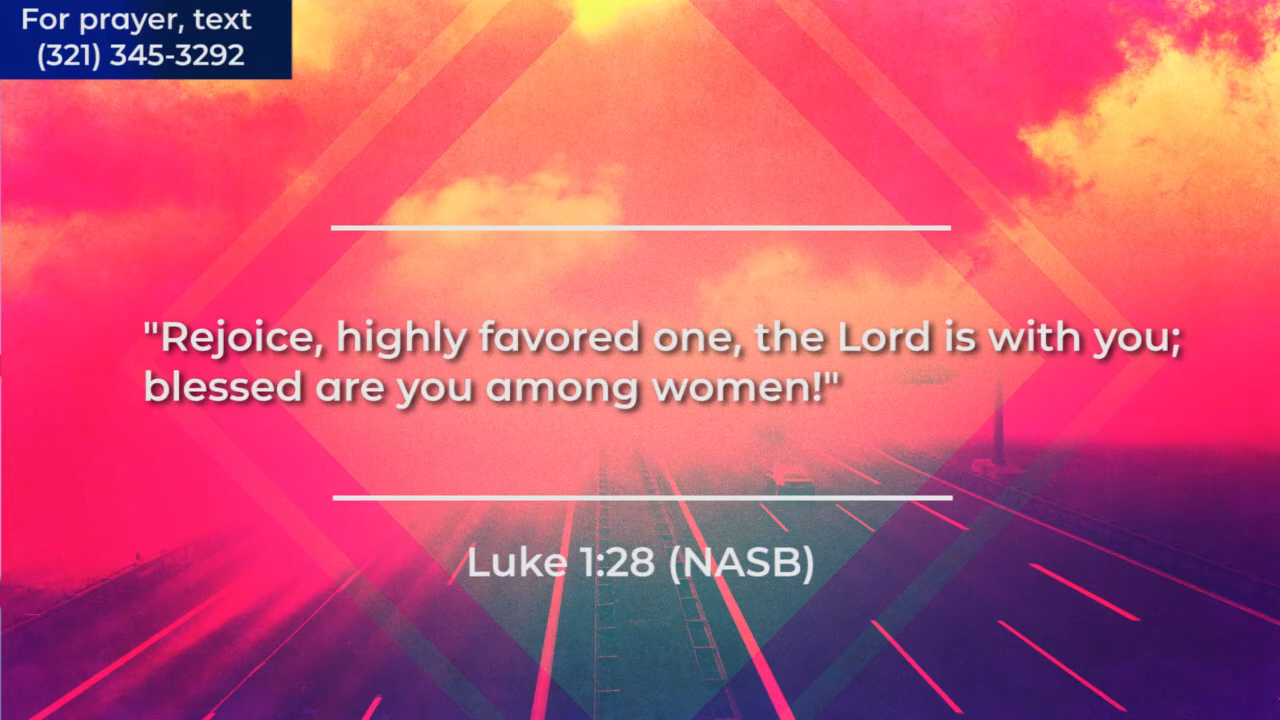 For prayer, text
(321) 345-3292
"Rejoice, highly favored one, the Lord is with you;
blessed are you among women!"
Luke 1:28 (NASB)